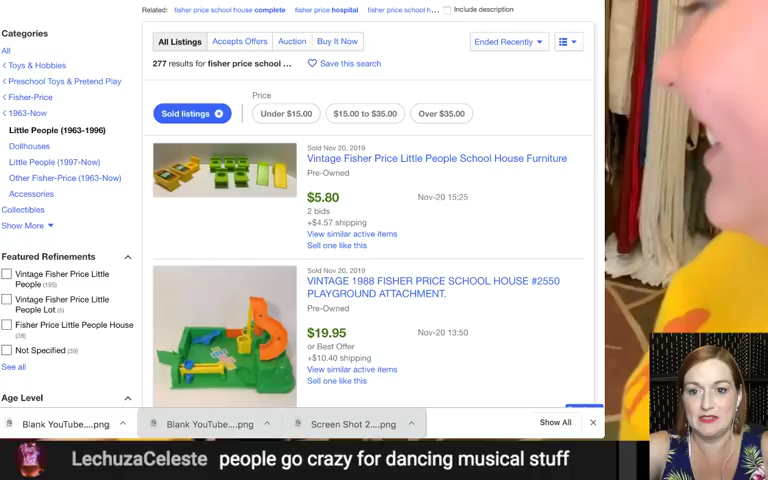 Related: fisher price school house complete fisher price hospital fisher price school h... Include description
Categories
All
Toys & Hobbies
Preschool Toys & Pretend Play
Fisher-Price
1963-Now
Little People (1963-1996)
Dollhouses
Little People (1997-Now)
Other Fisher-Price (1963-Now)
Accessories
Collectibles
Show More
Featured Refinements
Vintage Fisher Price Little People (195)
Vintage Fisher Price Little People Lot (5)
Fisher Price Little People House (38)
Not Specified (39)
See all
Age Level
All Listings Accepts Offers Auction Buy It Now Ended Recently
277 results for fisher price school ... Save this search
Price
Sold listings Under $15.00 $15.00 to $35.00 Over $35.00
Sold Nov 20, 2019
Vintage Fisher Price Little People School House Furniture
Pre-Owned
$5.80 Nov-20 15:25
2 bids
+$4.57 shipping
View similar active items
Sell one like this
Sold Nov 20, 2019
VINTAGE 1988 FISHER PRICE SCHOOL HOUSE #2550
PLAYGROUND ATTACHMENT.
Pre-Owned
$19.95 Nov-20 13:50
or Best Offer
+$10.40 shipping
View similar active items
Sell one like this
Blank YouTube....png Blank YouTube....png Screen Shot 2....png Show All
LechuzaCeleste people go crazy for dancing musical stuff